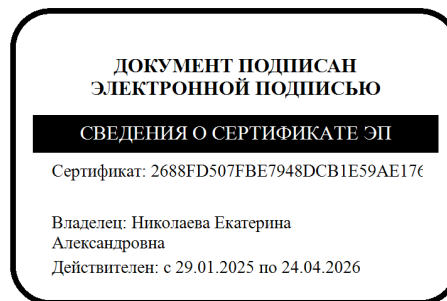 ДОКУМЕНТ ПОДПИСАН
ЭЛЕКТРОННОЙ ПОДПИСЬЮ
СВЕДЕНИЯ О СЕРТИФИКАТЕ ЭП
Сертификат: 2688FD507FBE7948DCB1E59AE176
Владелец: Николаева Екатерина
Александровна
Действителен: с 29.01.2025 по 24.04.2026